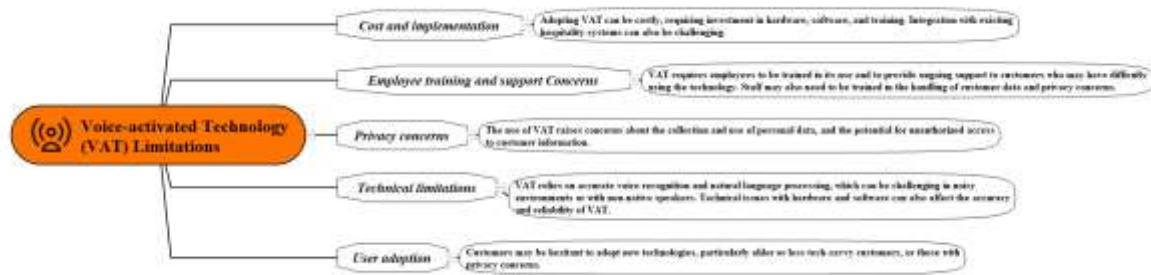 Voice-activated Technology
(VAT) Limitations
Cost and implementation
Adopting VAT can be costly, requiring investment in hardware, software, and training. Integration with existing
hospitality systems can also be challenging.
Employee training and support Concerns
VAT requires employees to be trained in its use and to provide ongoing support to customers who may have difficulty
using the technology. Staff may also need to be trained in the handling of customer data and privacy concerns.
Privacy concerns
The use of VAT raises concerns about the collection and use of personal data, and the potential for unauthorized access
to customer information.
Technical limitations
VAT relies on accurate voice recognition and natural language processing, which can be challenging in noisy
environments or with non-native speakers. Technical issues with hardware and software can also affect the accuracy
and reliability of VAT.
User adoption
Customers may be hesitant to adopt new technologies, particularly older or less tech-savvy customers, or those with
privacy concerns.